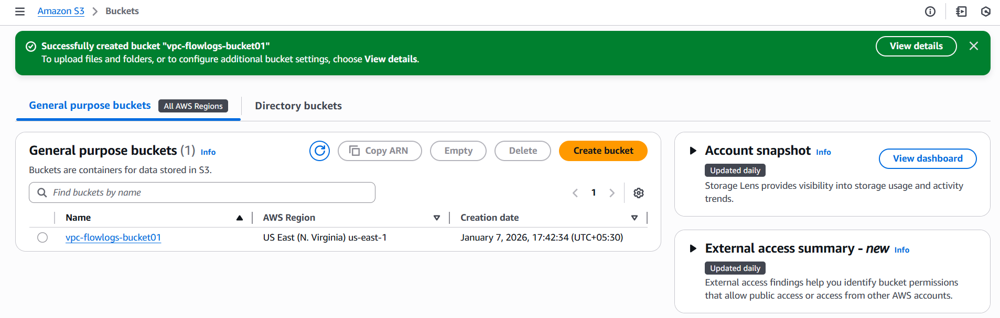 Amazon S3 > Buckets
Successfully created bucket "vpc-flowlogs-bucket01"
To upload files and folders, or to configure additional bucket settings, choose View details.
View details
General purpose buckets All AWS Regions Directory buckets
General purpose buckets (1) Info
Copy ARN Empty Delete Create bucket
Buckets are containers for data stored in S3.
Find buckets by name
1
Name AWS Region Creation date
vpc-flowlogs-bucket01 US East (N. Virginia) us-east-1 January 7, 2026, 17:42:34 (UTC+05:30)
Account snapshot Info
View dashboard
Updated daily
Storage Lens provides visibility into storage usage and activity
trends.
External access summary - new Info
Updated daily
External access findings help you identify bucket permissions
that allow public access or access from other AWS accounts.